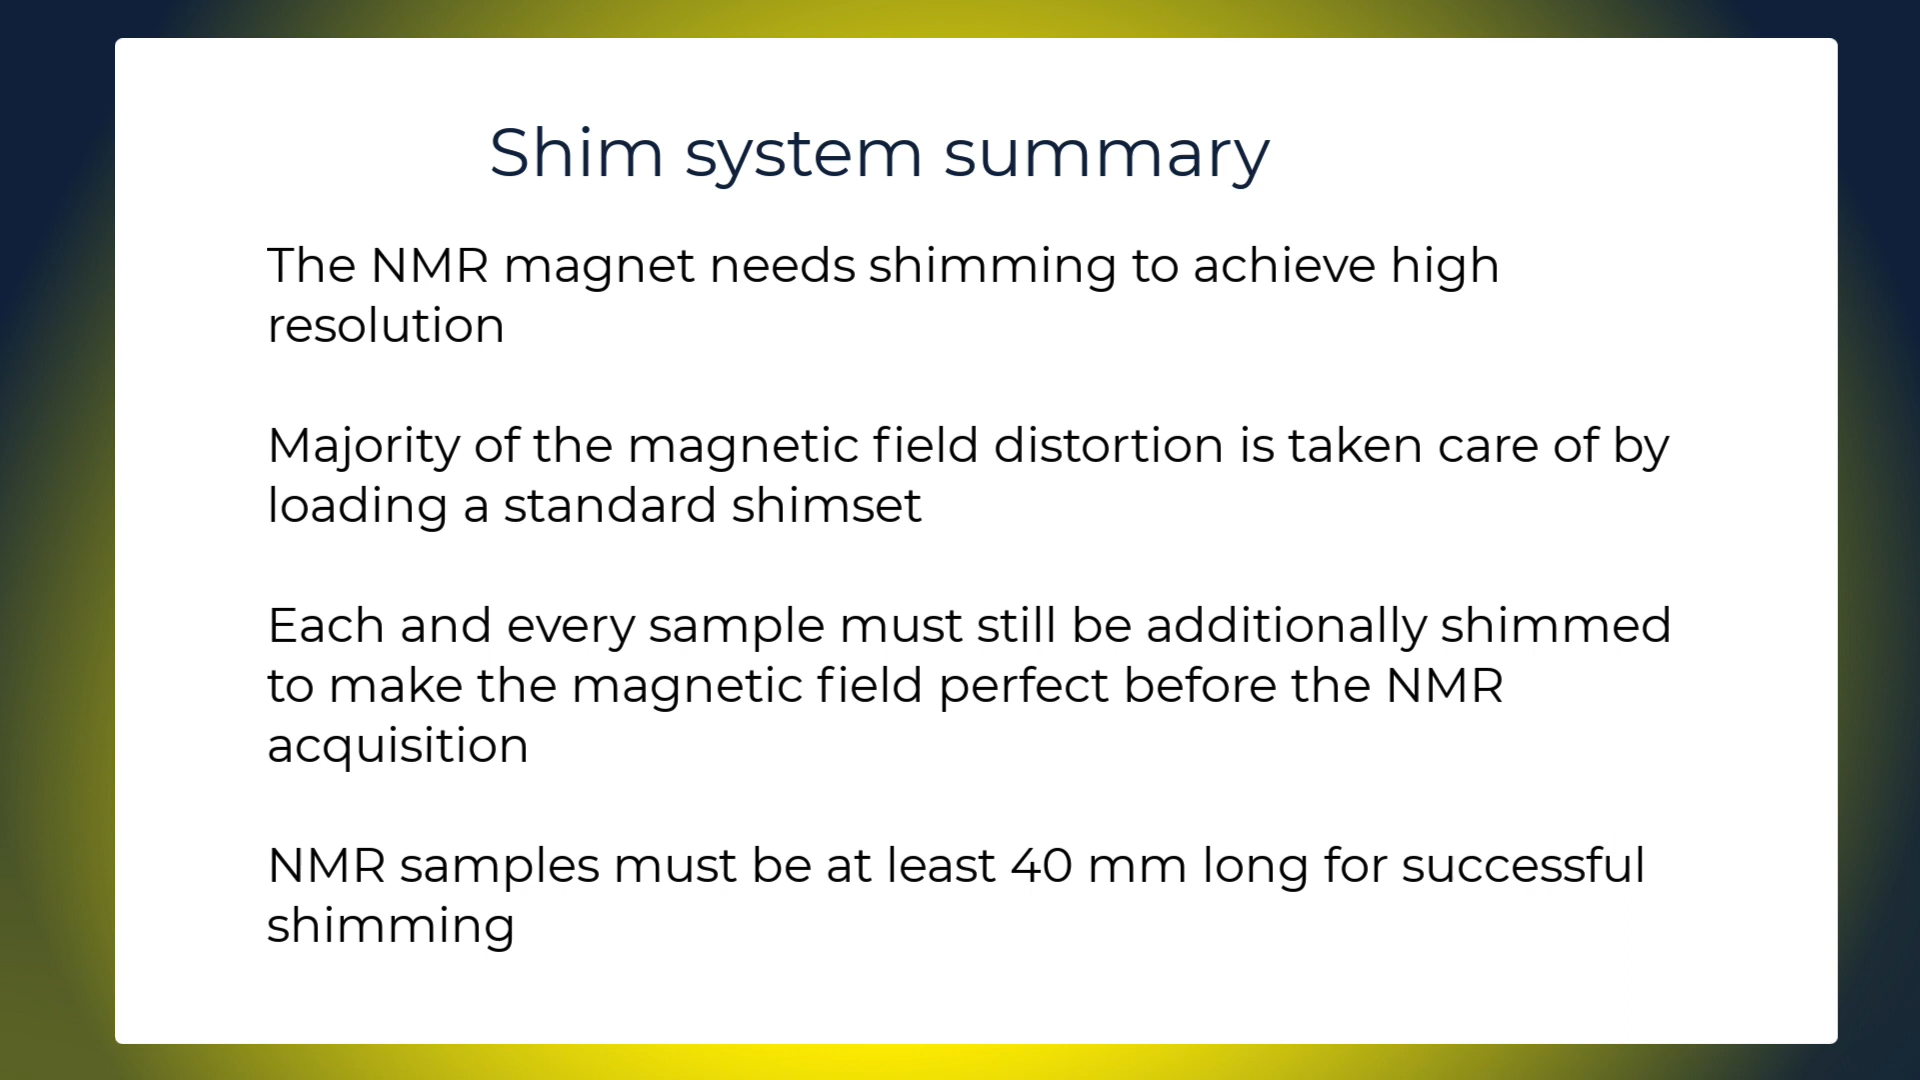 Shim system summary
The NMR magnet needs shimming to achieve high
resolution
Majority of the magnetic field distortion is taken care of by
loading a standard shimset
Each and every sample must still be additionally shimmed
to make the magnetic field perfect before the NMR
acquisition
NMR samples must be at least 40 mm long for successful
shimming